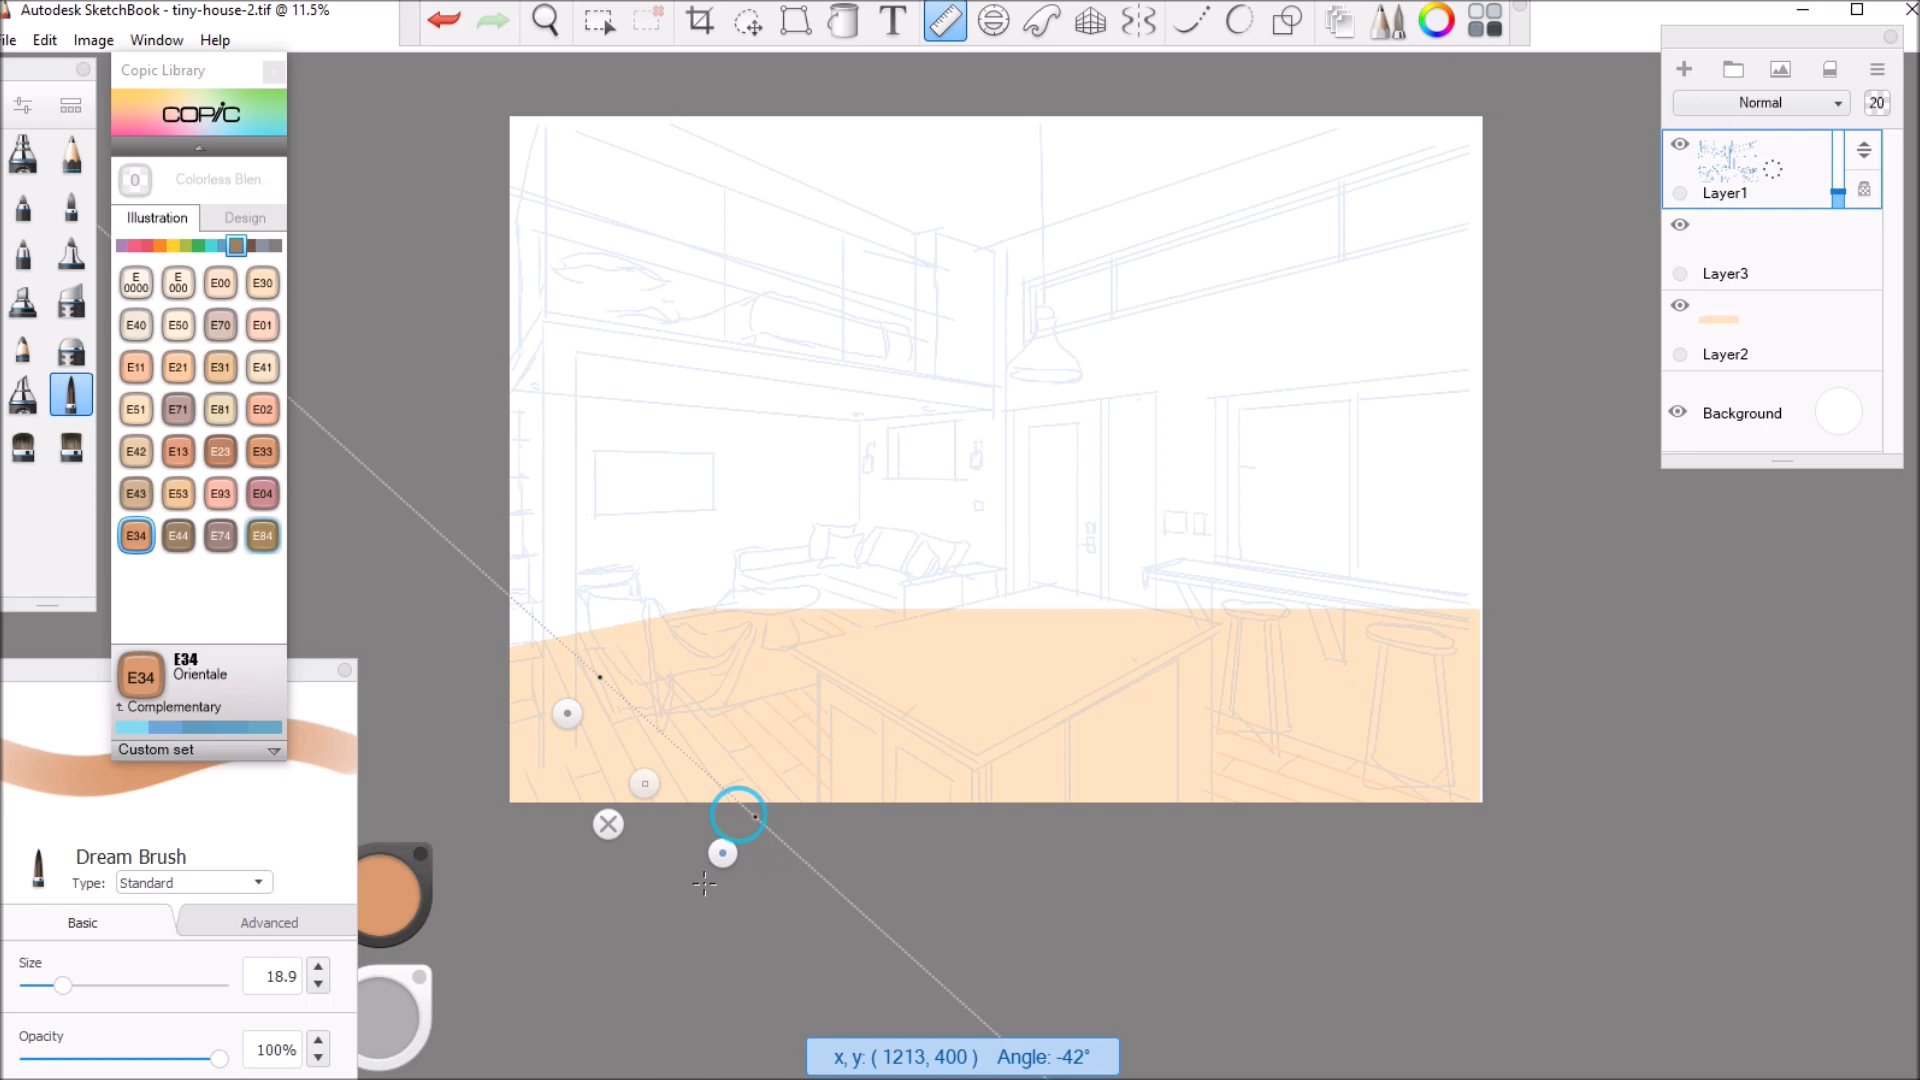 Autodesk SketchBook - tiny-house-2.tif @ 11.5%
ile Edit Image Window Help
T
Copic Library
COPIC
0 Colorless Blen..
Illustration Design
E0000 E000 E00 E30
E40 E50 E70 E01
E11 E21 E31 E41
E51 E71 E81 E02
E42 E13 E23 E33
E43 E53 E93 E04
E34 E44 E74 E84
E34
E34
Orientale
Complementary
Custom set
Dream Brush
Type: Standard
Basic Advanced
Size
18.9
Opacity
100%
x, y: ( 1213, 400 ) Angle: -42°
Normal 20
Layer1
Layer3
Layer2
Background